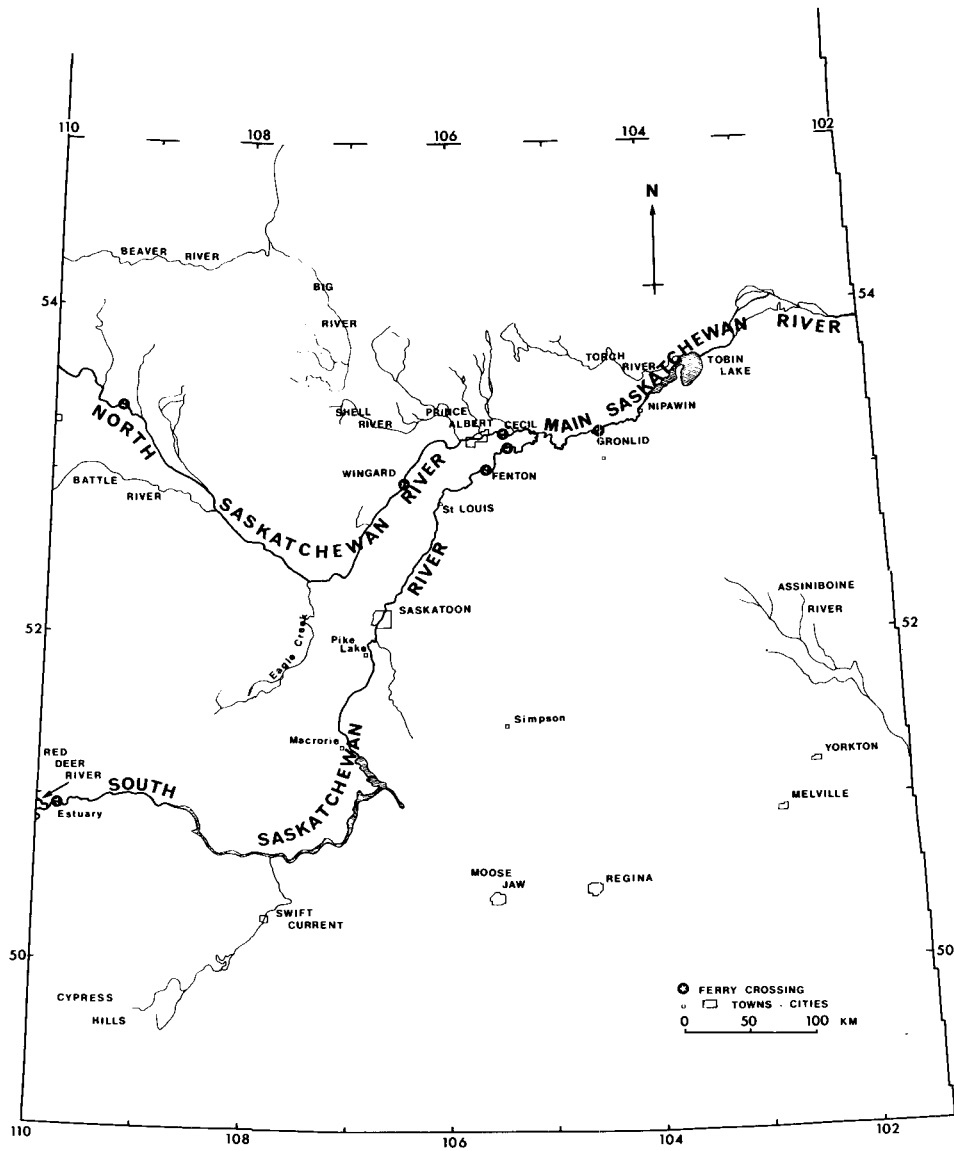 110
108
106
104
102
N
BEAVER RIVER
BIG
RIVER
54
54
TORCH
RIVER
MAIN SASKATCHEWAN RIVER
TOBIN
LAKE
SHELL
RIVER
PRINCE
ALBERT
CECIL
NIPAWIN
GRONLID
NORTH SASKATCHEWAN RIVER
WINGARD
FENTON
BATTLE
RIVER
St LOUIS
RIVER
ASSINIBOINE
RIVER
SASKATOON
52
52
Pike
Lake
Eagle Creek
Simpson
Macrorie
YORKTON
RED
DEER
RIVER
SOUTH SASKATCHEWAN
MELVILLE
Estuary
MOOSE
JAW
REGINA
SWIFT
CURRENT
50
50
CYPRESS
HILLS
FERRY CROSSING
TOWNS - CITIES
0 50 100 KM
110
108
106
104
102